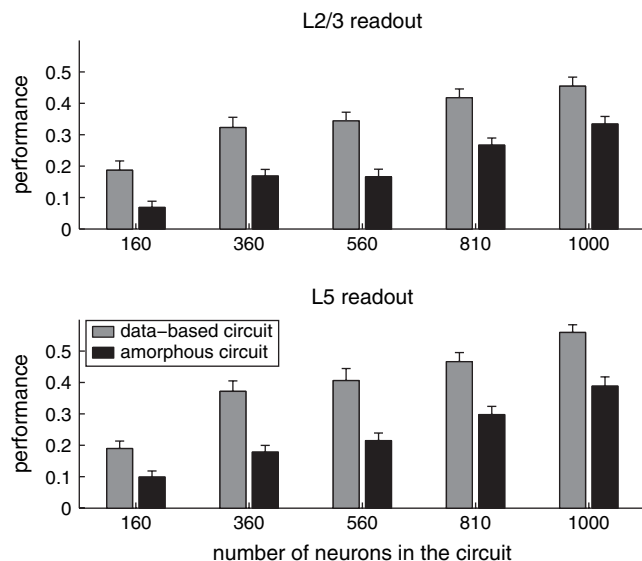 L2/3 readout
performance
0.5
0.4
0.3
0.2
0.1
0
160 360 560 810 1000
L5 readout
data-based circuit
amorphous circuit
performance
0.5
0.4
0.3
0.2
0.1
0
160 360 560 810 1000
number of neurons in the circuit